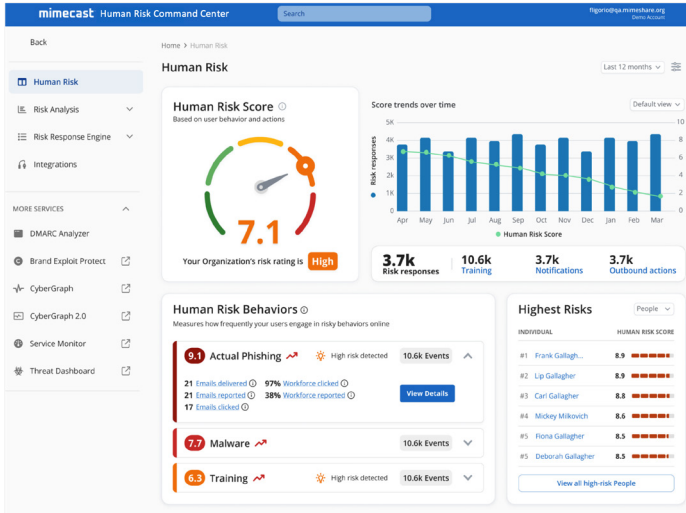 mimecast Human Risk Command Center
Search
fligorio@qa.mimeshare.org
Demo Account
Back
Human Risk
Risk Analysis
Risk Response Engine
Integrations
MORE SERVICES
DMARC Analyzer
Brand Exploit Protect
CyberGraph
CyberGraph 2.0
Service Monitor
Threat Dashboard
Home > Human Risk
Human Risk
Last 12 months
Human Risk Score
Based on user behavior and actions
7.1
Your Organization's risk rating is High
Score trends over time
Default view
Risk responses
5K
4K
3K
2K
1K
0
10
8
6
4
2
0
Apr May Jun Jul Aug Sep Oct Nov Dec Jan Feb Mar
Human Risk Score
3.7k
Risk responses
10.6k
Training
3.7k
Notifications
3.7k
Outbound actions
Human Risk Behaviors
Measures how frequently your users engage in risky behaviors online
9.1 Actual Phishing High risk detected 10.6k Events
21 Emails delivered 97% Workforce clicked
21 Emails reported 38% Workforce reported
17 Emails clicked
View Details
7.7 Malware 10.6k Events
6.3 Training High risk detected 10.6k Events
Highest Risks
People
INDIVIDUAL HUMAN RISK SCORE
#1 Frank Gallagh... 8.9
#2 Lip Gallagher 8.9
#3 Carl Gallagher 8.8
#4 Mickey Milkovich 8.6
#5 Fiona Gallagher 8.5
#5 Deborah Gallagher 8.5
View all high-risk People